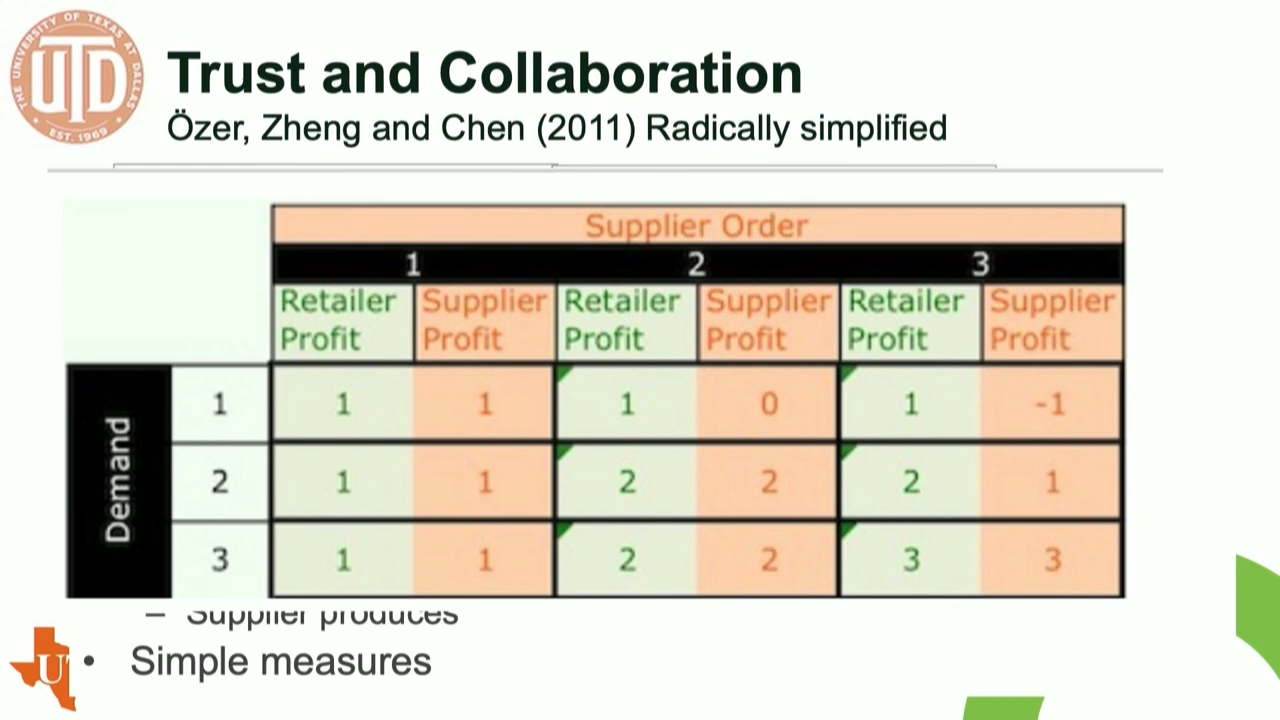 THE UNIVERSITY OF TEXAS AT DALLAS
UTD
EST. 1969
Trust and Collaboration
Özer, Zheng and Chen (2011) Radically simplified
Supplier Order
1 2 3
Retailer Profit Supplier Profit Retailer Profit Supplier Profit Retailer Profit Supplier Profit
Demand
1 1 1 1 0 1 -1
2 1 1 2 2 2 1
3 1 1 2 2 3 3
– Supplier produces
• Simple measures
U